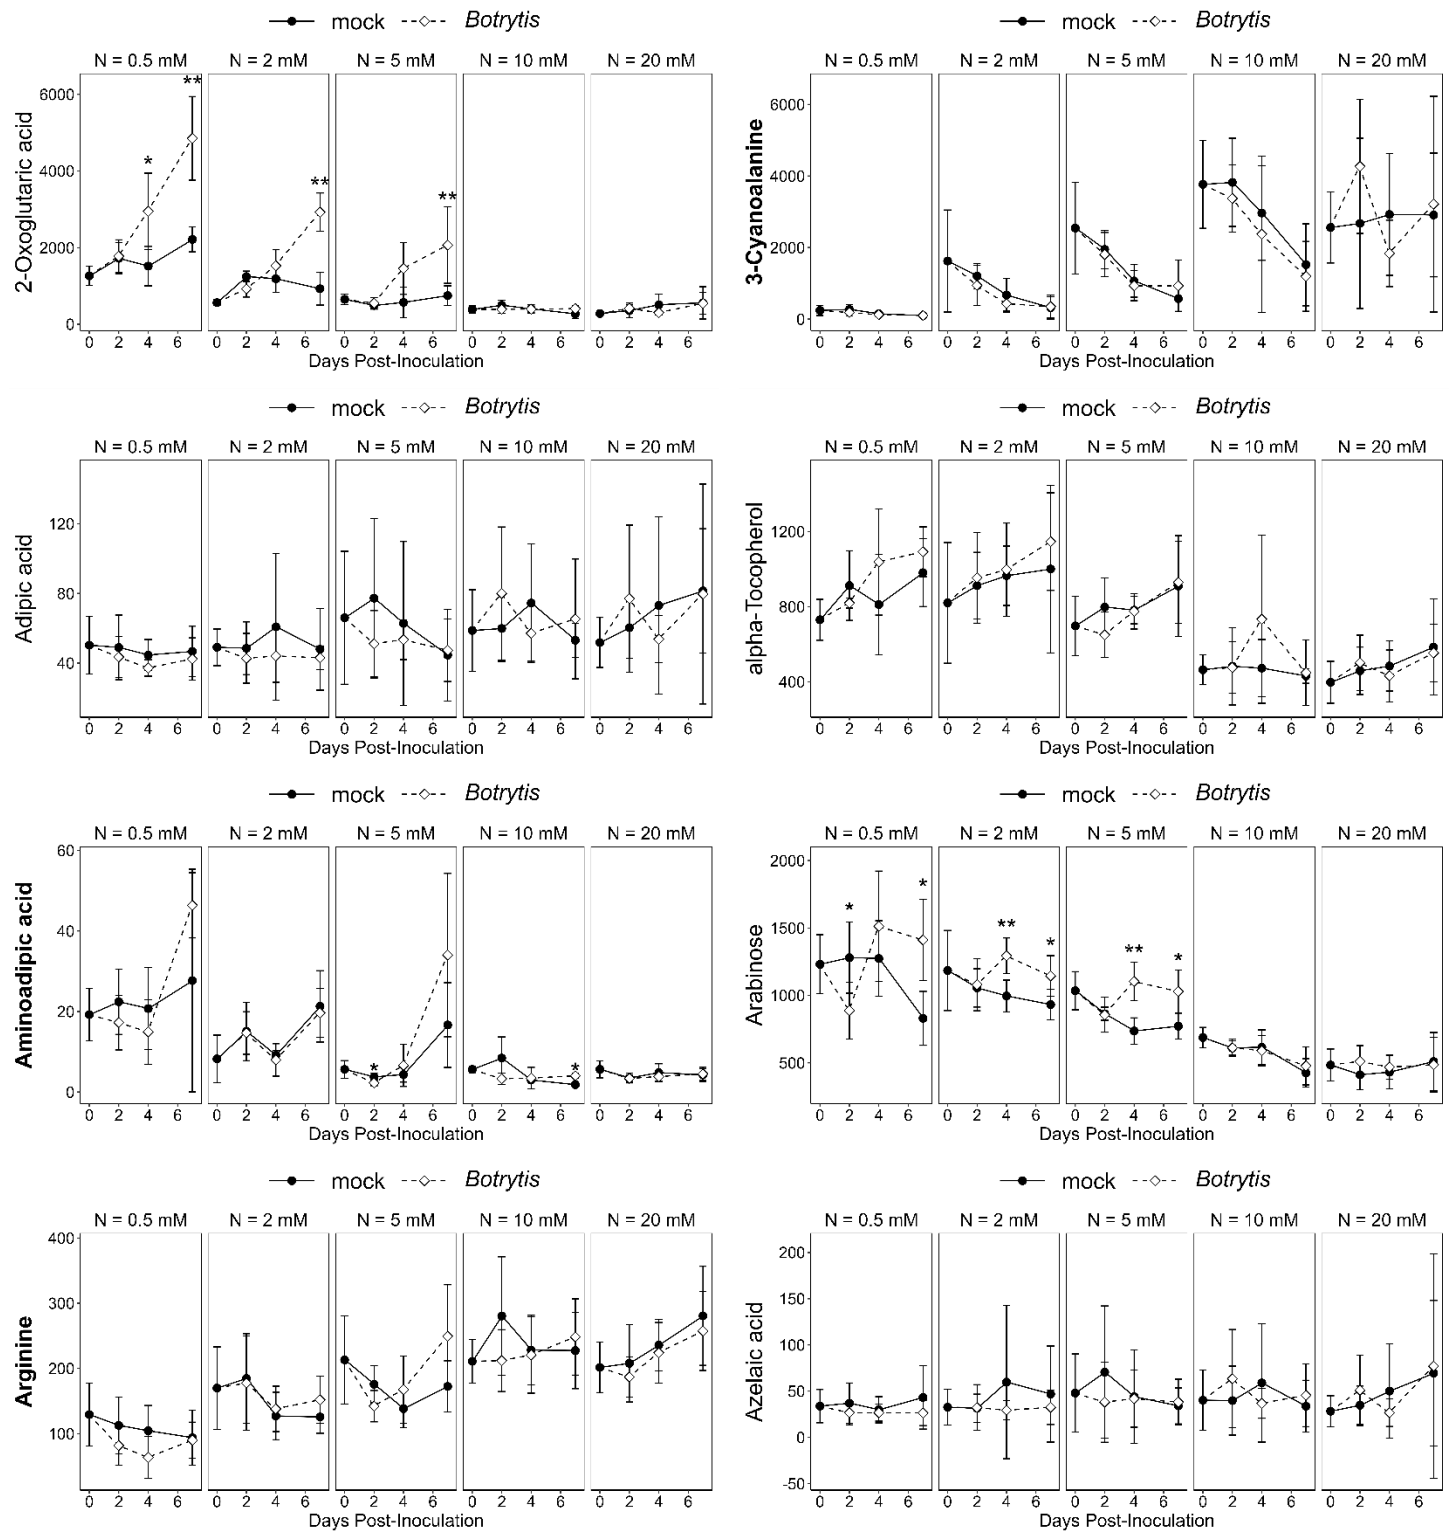 mock Botrytis
N = 0.5 mM N = 2 mM N = 5 mM N = 10 mM N = 20 mM
2-Oxoglutaric acid
6000
4000
2000
0
* ** ** **
0 2 4 6 0 2 4 6 0 2 4 6 0 2 4 6 0 2 4 6
Days Post-Inoculation
mock Botrytis
N = 0.5 mM N = 2 mM N = 5 mM N = 10 mM N = 20 mM
3-Cyanoalanine
6000
4000
2000
0
0 2 4 6 0 2 4 6 0 2 4 6 0 2 4 6 0 2 4 6
Days Post-Inoculation
mock Botrytis
N = 0.5 mM N = 2 mM N = 5 mM N = 10 mM N = 20 mM
Adipic acid
120
80
40
0 2 4 6 0 2 4 6 0 2 4 6 0 2 4 6 0 2 4 6
Days Post-Inoculation
mock Botrytis
N = 0.5 mM N = 2 mM N = 5 mM N = 10 mM N = 20 mM
alpha-Tocopherol
1200
800
400
0 2 4 6 0 2 4 6 0 2 4 6 0 2 4 6 0 2 4 6
Days Post-Inoculation
mock Botrytis
N = 0.5 mM N = 2 mM N = 5 mM N = 10 mM N = 20 mM
Aminoadipic acid
60
40
20
0
* *
0 2 4 6 0 2 4 6 0 2 4 6 0 2 4 6 0 2 4 6
Days Post-Inoculation
mock Botrytis
N = 0.5 mM N = 2 mM N = 5 mM N = 10 mM N = 20 mM
Arabinose
2000
1500
1000
500
* * ** * ** *
0 2 4 6 0 2 4 6 0 2 4 6 0 2 4 6 0 2 4 6
Days Post-Inoculation
mock Botrytis
N = 0.5 mM N = 2 mM N = 5 mM N = 10 mM N = 20 mM
Arginine
400
300
200
100
0 2 4 6 0 2 4 6 0 2 4 6 0 2 4 6 0 2 4 6
Days Post-Inoculation
mock Botrytis
N = 0.5 mM N = 2 mM N = 5 mM N = 10 mM N = 20 mM
Azelaic acid
200
150
100
50
0
-50
0 2 4 6 0 2 4 6 0 2 4 6 0 2 4 6 0 2 4 6
Days Post-Inoculation